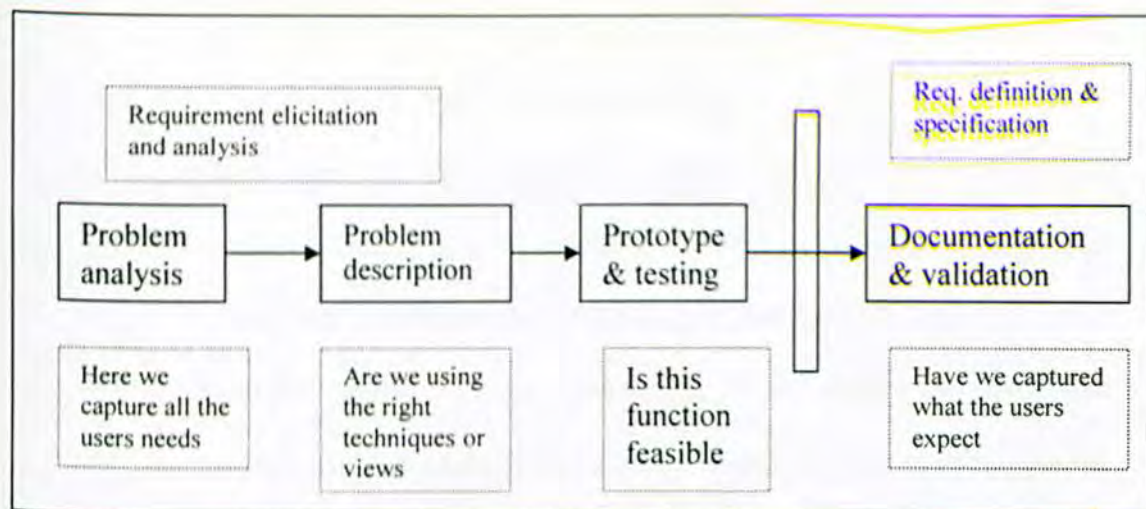 Requirement elicitation
and analysis
Req. definition &
specification
Problem
analysis
Problem
description
Prototype
& testing
Documentation
& validation
Here we
capture all the
users needs
Are we using
the right
techniques or
views
Is this
function
feasible
Have we captured
what the users
expect